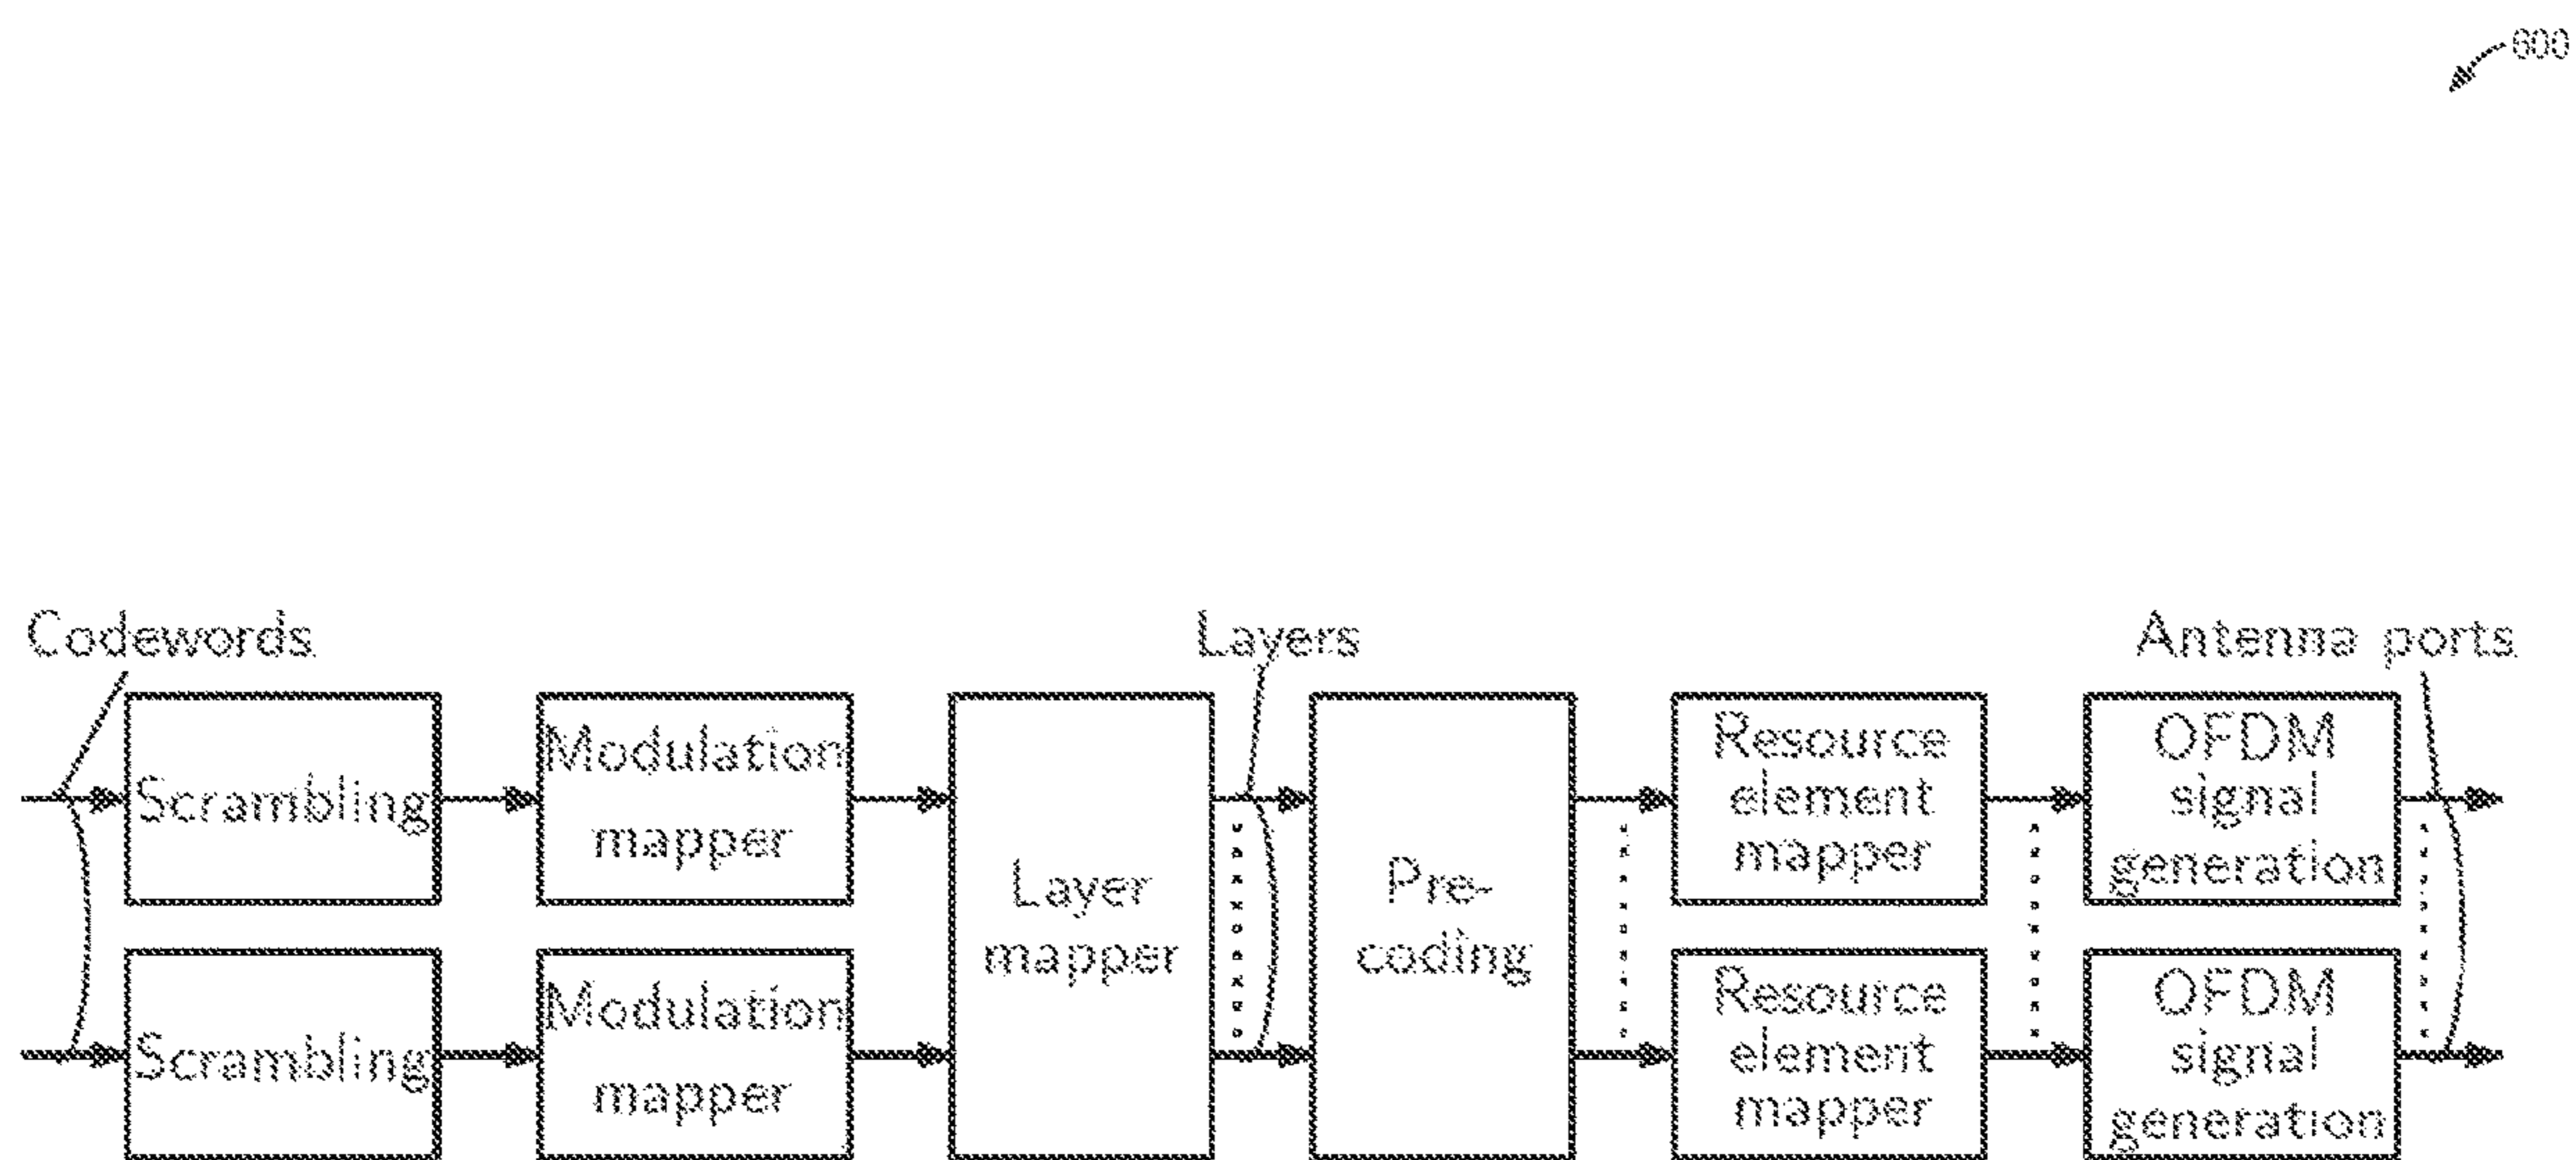 600
Codewords
Layers
Antenna ports
Scrambling
Modulation
mapper
Layer
mapper
Pre-
coding
Resource
element
mapper
OFDM
signal
generation
Scrambling
Modulation
mapper
Resource
element
mapper
OFDM
signal
generation